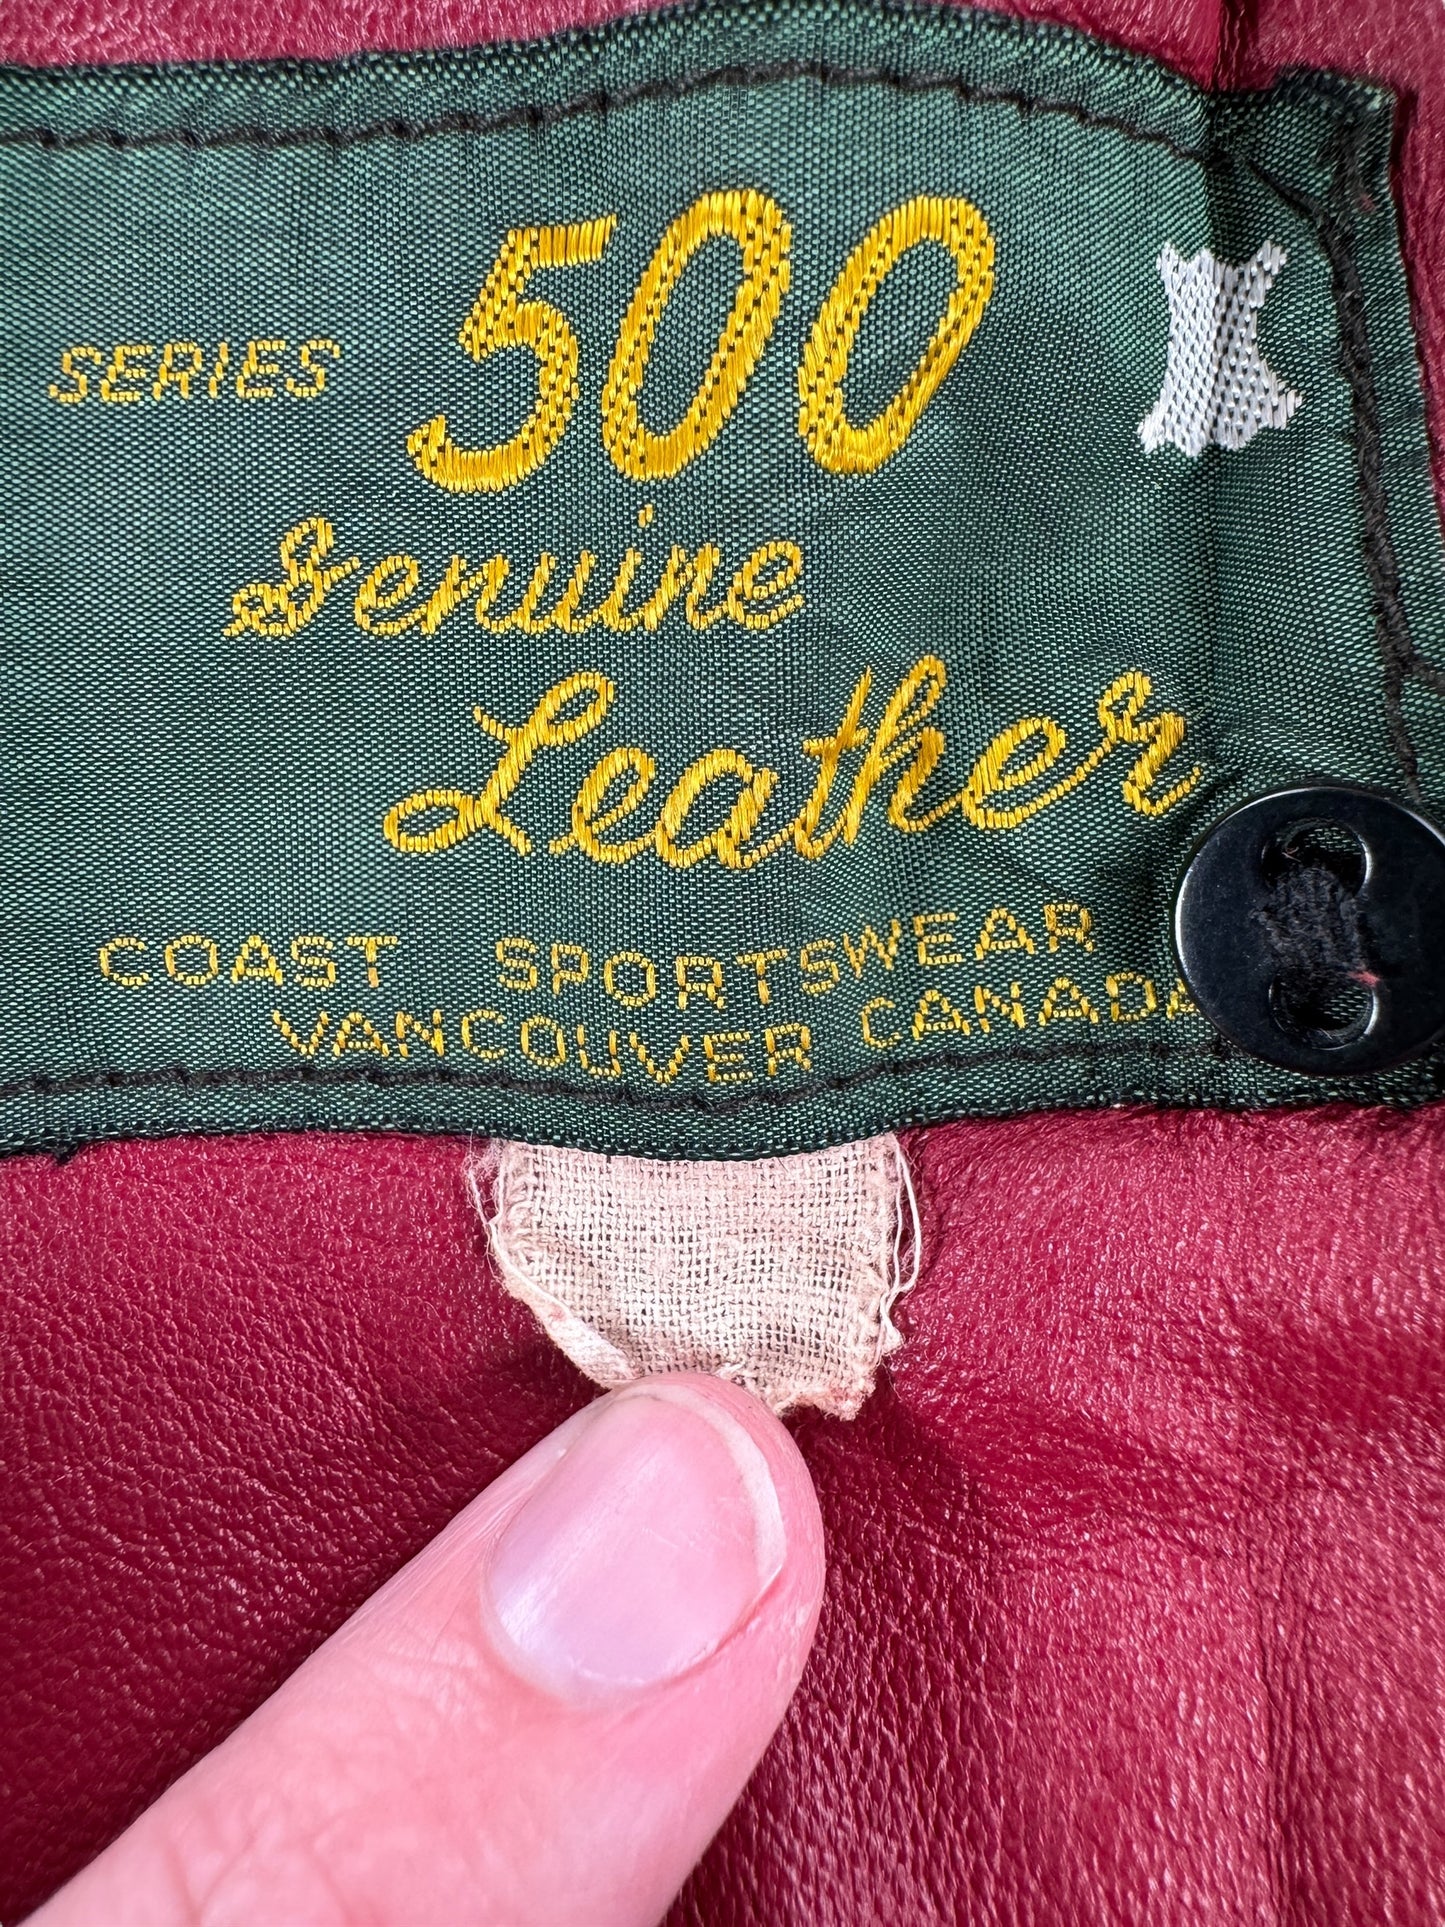 SERIES 500
Genuine
Leather
COAST SPORTSWEAR
VANCOUVER CANADA